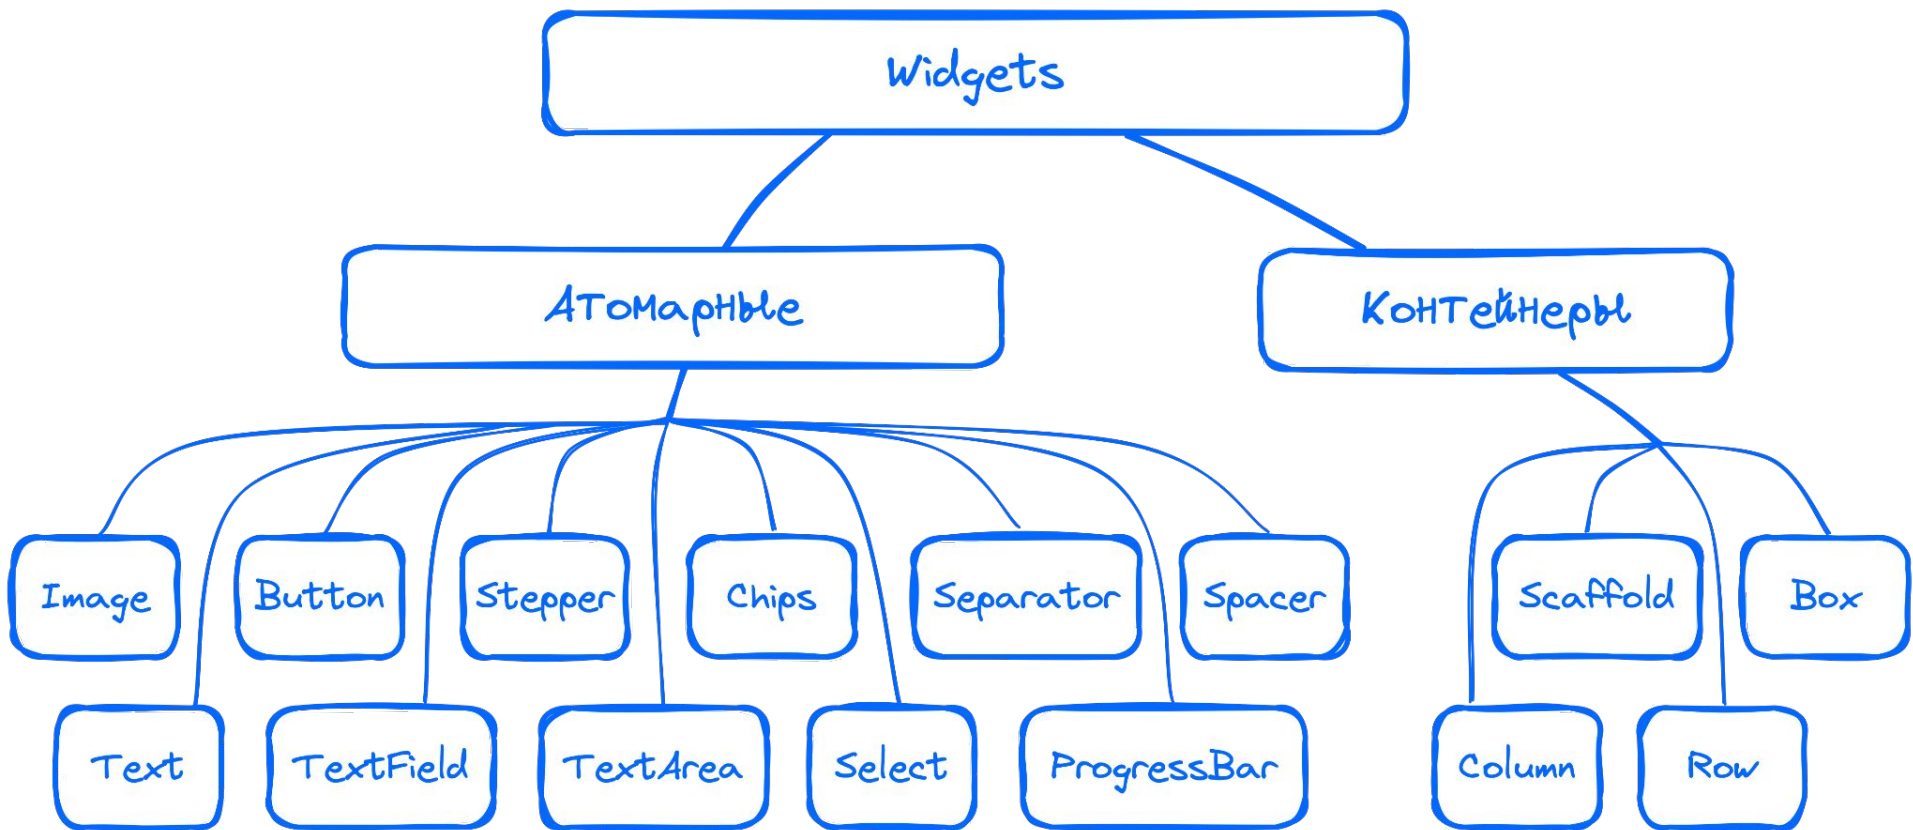 Widgets
Атомарные
Контейнеры
Image
Button
Stepper
Chips
Separator
Spacer
Scaffold
Box
Text
TextField
TextArea
Select
ProgressBar
Column
Row